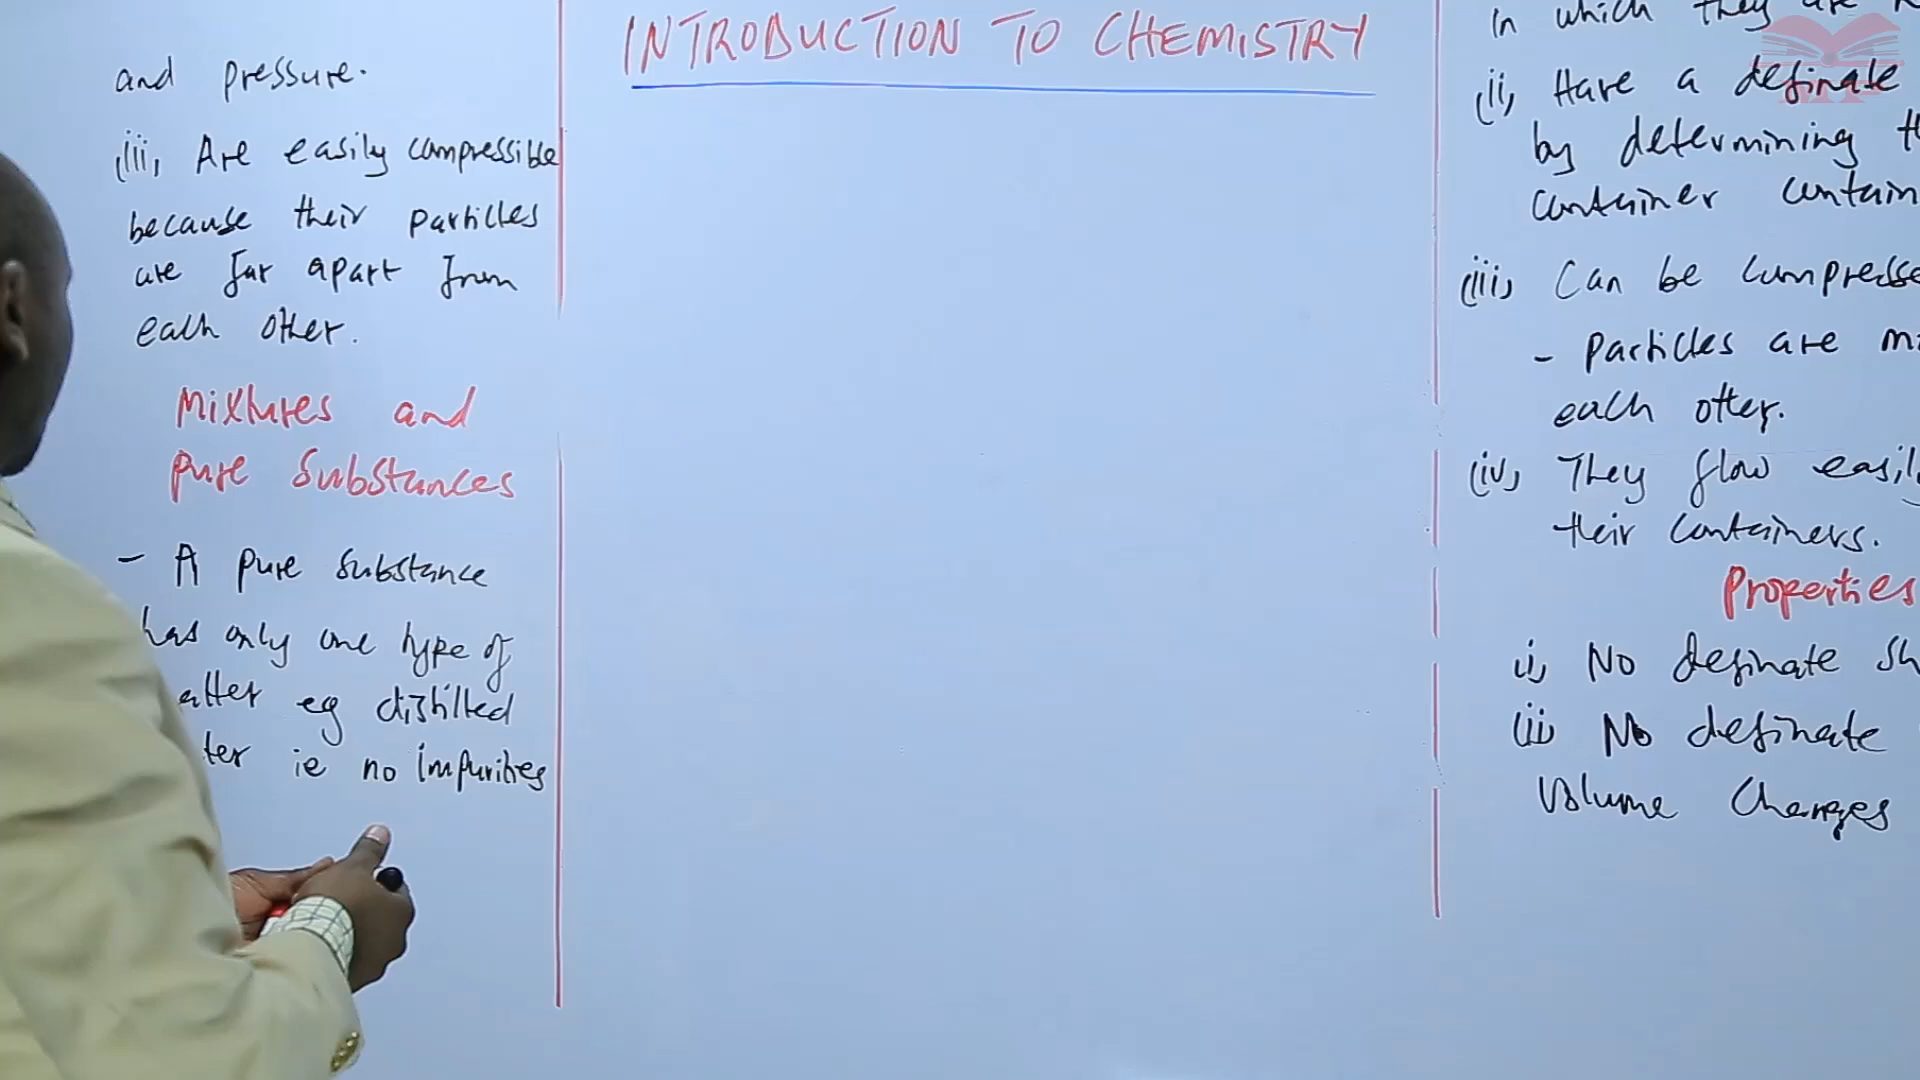 INTRODUCTION TO CHEMISTRY
and pressure.
(iii) Are easily compressible
because their particles
are far apart from
each other.
Mixtures and
pure substances
- A pure substance
has only one type of
atter eg distilled
ter ie no impurities
in which they are
(ii) Have a definate
by determining
container contain
(iii) Can be compresse
- particles are m
each other.
(iv) They flow easily
their containers.
Properties
(i) No definate sh
(ii) No definate
volume changes